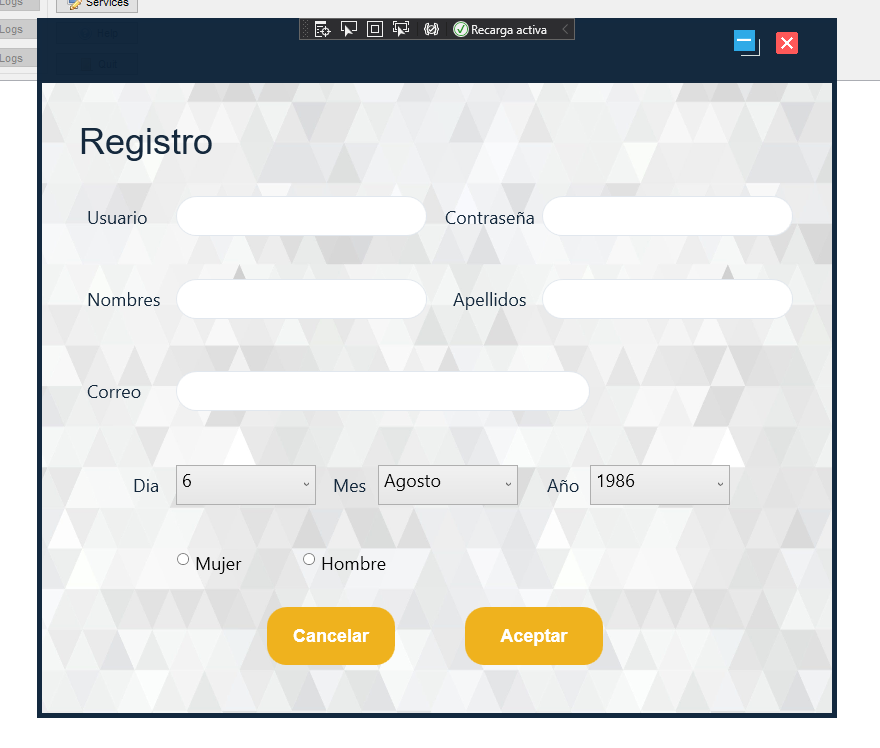 Logs
Services
Logs
Recarga activa
Logs
Registro
Usuario
Contraseña
Nombres
Apellidos
Correo
Dia 6 Mes Agosto Año 1986
Mujer Hombre
Cancelar Aceptar